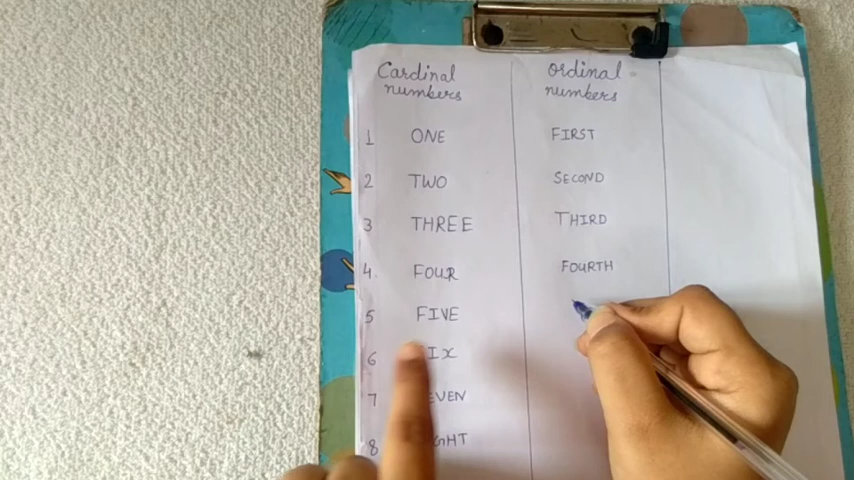 Cardinal numbers
Ordinal numbers
1 ONE FIRST
2 TWO SECOND
3 THREE THIRD
4. FOUR FOURTH
5 FIVE
6
7
8